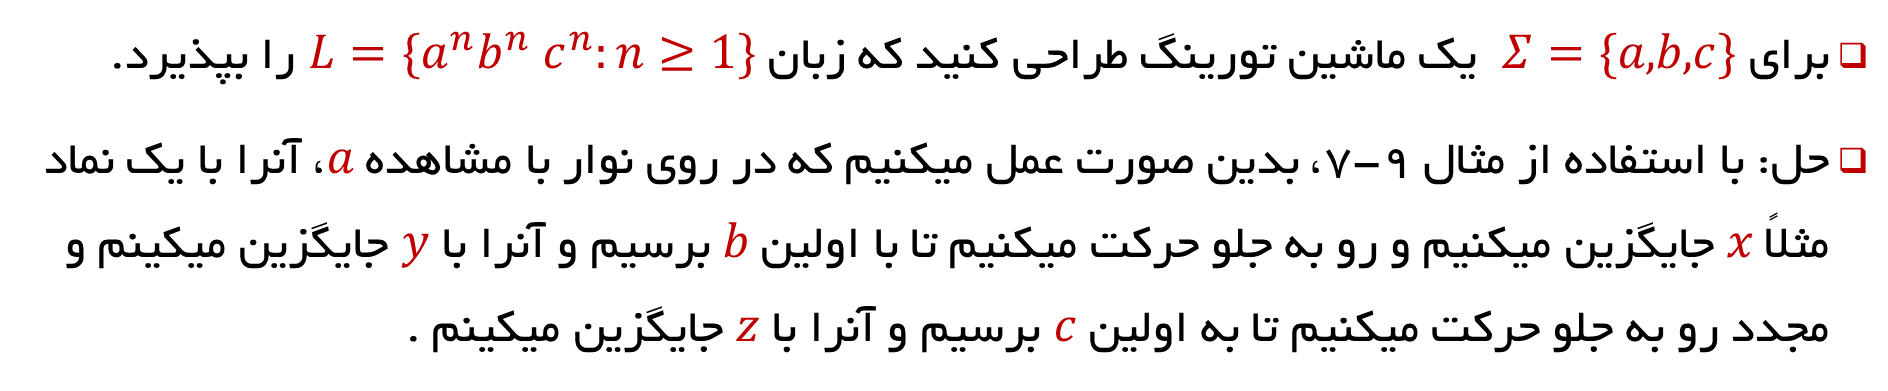 ❑ برای Σ = {a,b,c} یک ماشین تورینگ طراحی کنید که زبان L = {aⁿbⁿ cⁿ: n ≥ 1} را بپذیرد.
❑ حل: با استفاده از مثال ۹–۷، بدین صورت عمل میکنیم که در روی نوار با مشاهده a، آنرا با یک نماد
مثلاً x جایگزین میکنیم و رو به جلو حرکت میکنیم تا با اولین b برسیم و آنرا با y جایگزین میکینم و
مجدد رو به جلو حرکت میکنیم تا به اولین c برسیم و آنرا با z جایگزین میکینم .